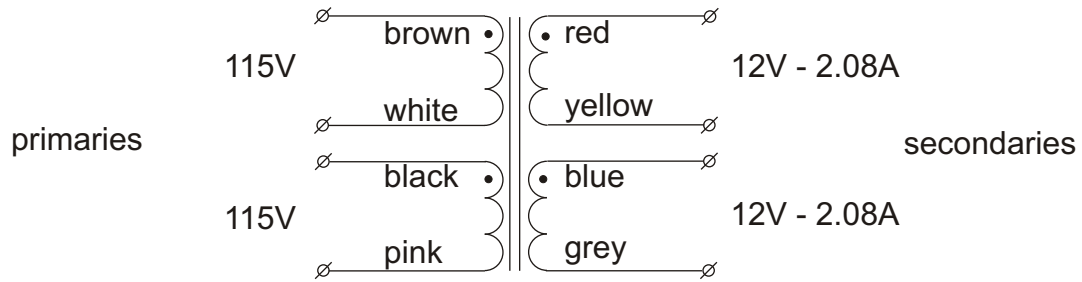 brown
red
115V
12V - 2.08A
white
yellow
primaries
secondaries
black
blue
115V
12V - 2.08A
pink
grey